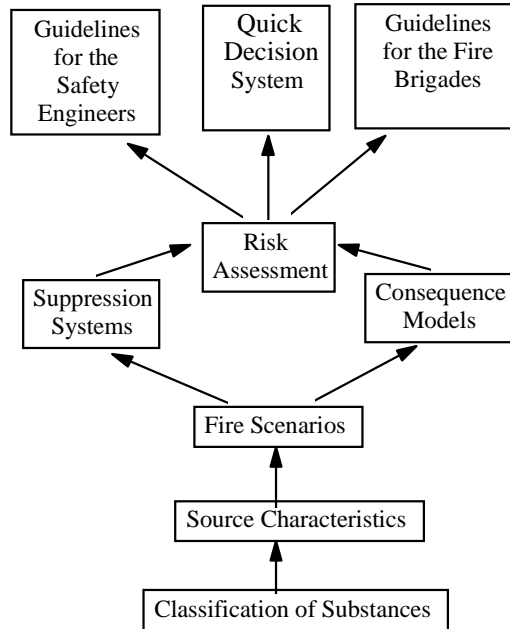 Guidelines
for the
Safety
Engineers
Quick
Decision
System
Guidelines
for the Fire
Brigades
Risk
Assessment
Suppression
Systems
Consequence
Models
Fire Scenarios
Source Characteristics
Classification of Substances